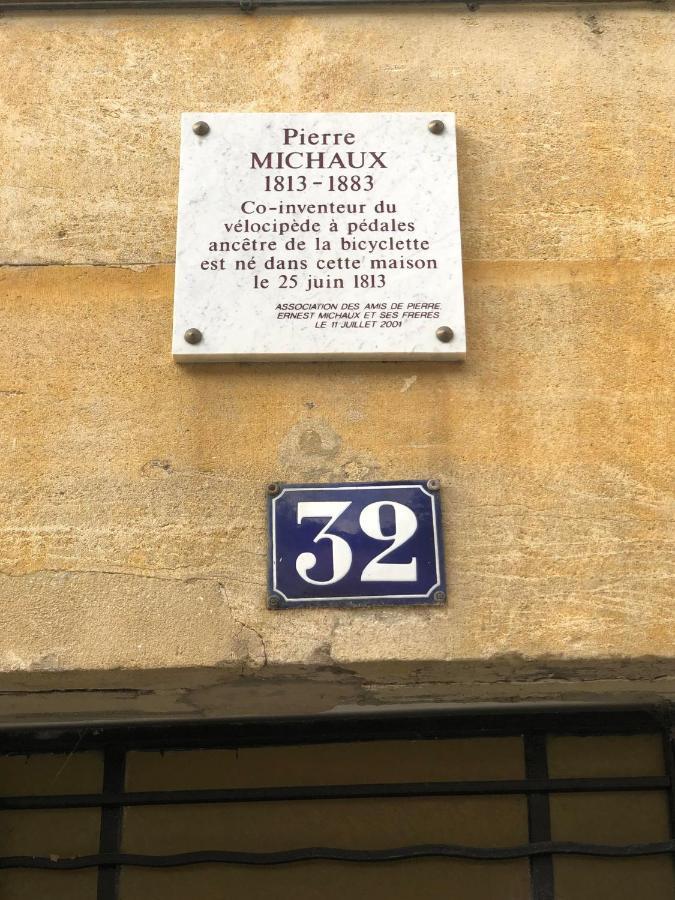 Pierre
MICHAUX
1813-1883
Co-inventeur du
vélocipède à pédales
ancêtre de la bicyclette
est né dans cette maison
le 25 juin 1813
ASSOCIATION DES AMIS DE PIERRE,
ERNEST MICHAUX ET SES FRERES
LE 11 JUILLET 2001
32